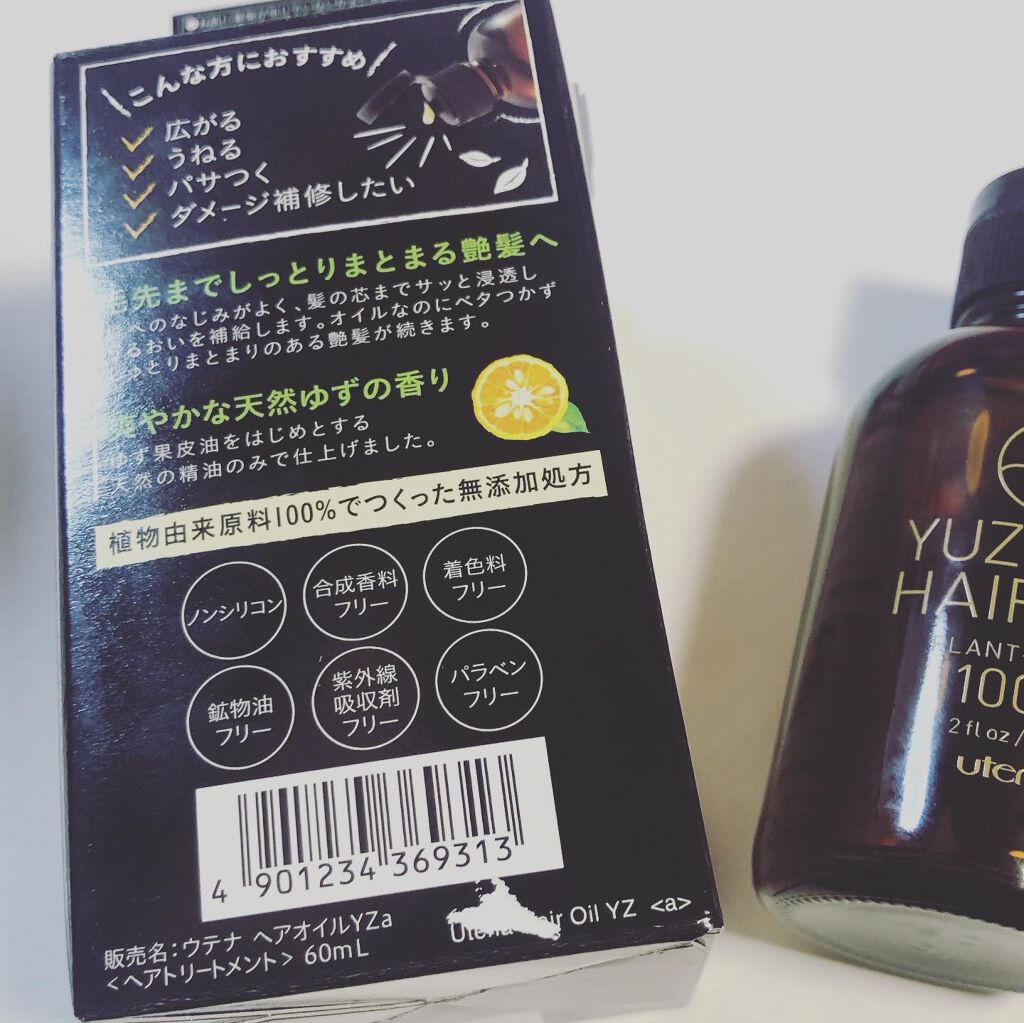 こんな方におすすめ
広がる
うねる
パサつく
ダメージ補修したい
毛先までしっとりまとまる艶髪へ
へのなじみがよく、髪の芯までサッと浸透し
るおいを補給します。オイルなのにベタつかず
っとりまとまりのある艶髪が続きます。
爽やかな天然ゆずの香り
ゆず果皮油をはじめとする
天然の精油のみで仕上げました。
植物由来原料100%でつくった無添加処方
ノンシリコン
合成香料
フリー
着色料
フリー
鉱物油
フリー
紫外線
吸収剤
フリー
パラベン
フリー
4 901234 369313
販売名:ウテナ ヘアオイルYZa
<ヘアトリートメント> 60mL
Utena Hair Oil YZ <a>
YUZ
HAIR
LANT
100
2 fl oz/
uten